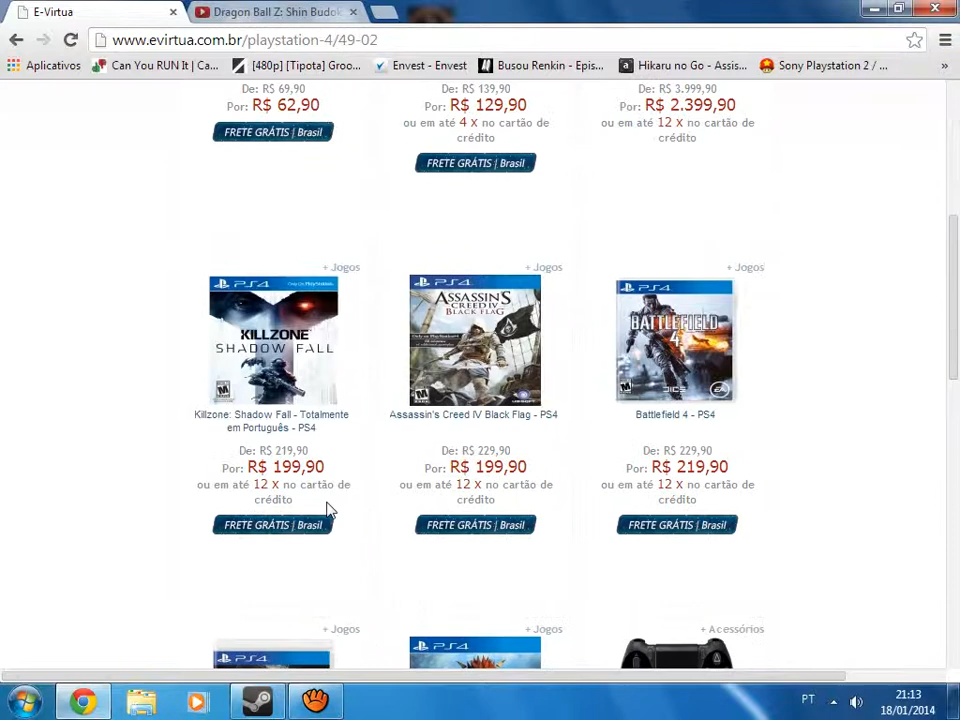 E-Virtua
Dragon Ball Z: Shin Budok
www.evirtua.com.br/playstation-4/49-02
Aplicativos
Can You RUN It | Ca...
[480p] [Tipota] Groo...
Envest - Envest
Busou Renkin - Epis...
Hikaru no Go - Assis...
Sony Playstation 2 / ...
»
De: R$ 69,90
De: R$ 139,90
De: R$ 3.999,90
Por: R$ 62,90
Por: R$ 129,90
Por: R$ 2.399,90
ou em até 4 x no cartão de
crédito
ou em até 12 x no cartão de
crédito
FRETE GRÁTIS | Brasil
FRETE GRÁTIS | Brasil
+ Jogos
+ Jogos
+ Jogos
PS4
KILLZONE
SHADOW FALL
M
PS4
ASSASSIN'S
CREED IV
BLACK FLAG
M
UBISOFT
PS4
BATTLEFIELD
4
M
DICE
EA
Killzone: Shadow Fall - Totalmente
em Português - PS4
Assassin's Creed IV Black Flag - PS4
Battlefield 4 - PS4
De: R$ 219,90
De: R$ 229,90
De: R$ 229,90
Por: R$ 199,90
Por: R$ 199,90
Por: R$ 219,90
ou em até 12 x no cartão de
crédito
ou em até 12 x no cartão de
crédito
ou em até 12 x no cartão de
crédito
FRETE GRÁTIS | Brasil
FRETE GRÁTIS | Brasil
FRETE GRÁTIS | Brasil
+ Jogos
+ Jogos
+ Acessórios
PS4
PS4
PT
21:13
18/01/2014